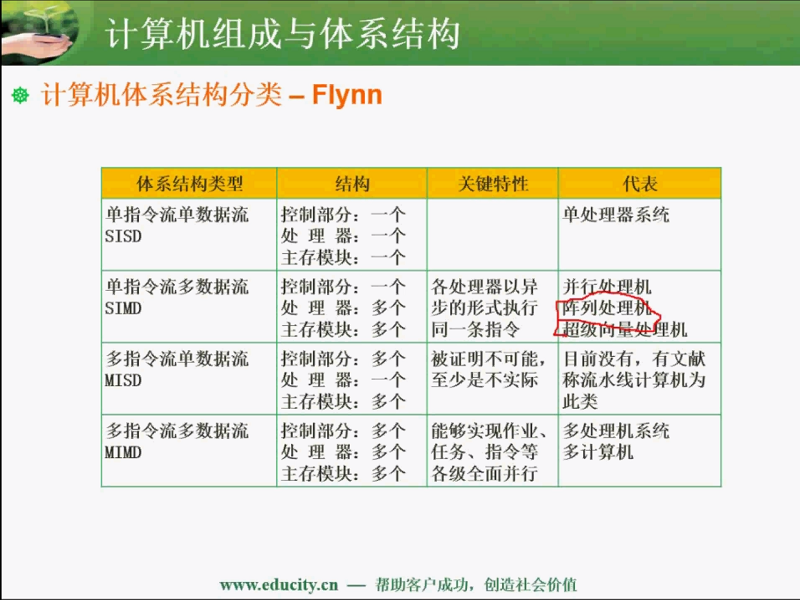 计算机组成与体系结构
计算机体系结构分类 – Flynn
体系结构类型 结构 关键特性 代表
单指令流单数据流
SISD
控制部分：一个
处 理 器：一个
主存模块：一个
单处理器系统
单指令流多数据流
SIMD
控制部分：一个
处 理 器：多个
主存模块：多个
各处理器以异
步的形式执行
同一条指令
并行处理机
阵列处理机
超级向量处理机
多指令流单数据流
MISD
控制部分：多个
处 理 器：一个
主存模块：多个
被证明不可能，
至少是不实际
目前没有，有文献
称流水线计算机为
此类
多指令流多数据流
MIMD
控制部分：多个
处 理 器：多个
主存模块：多个
能够实现作业、
任务、指令等
各级全面并行
多处理机系统
多计算机
www.educity.cn — 帮助客户成功，创造社会价值